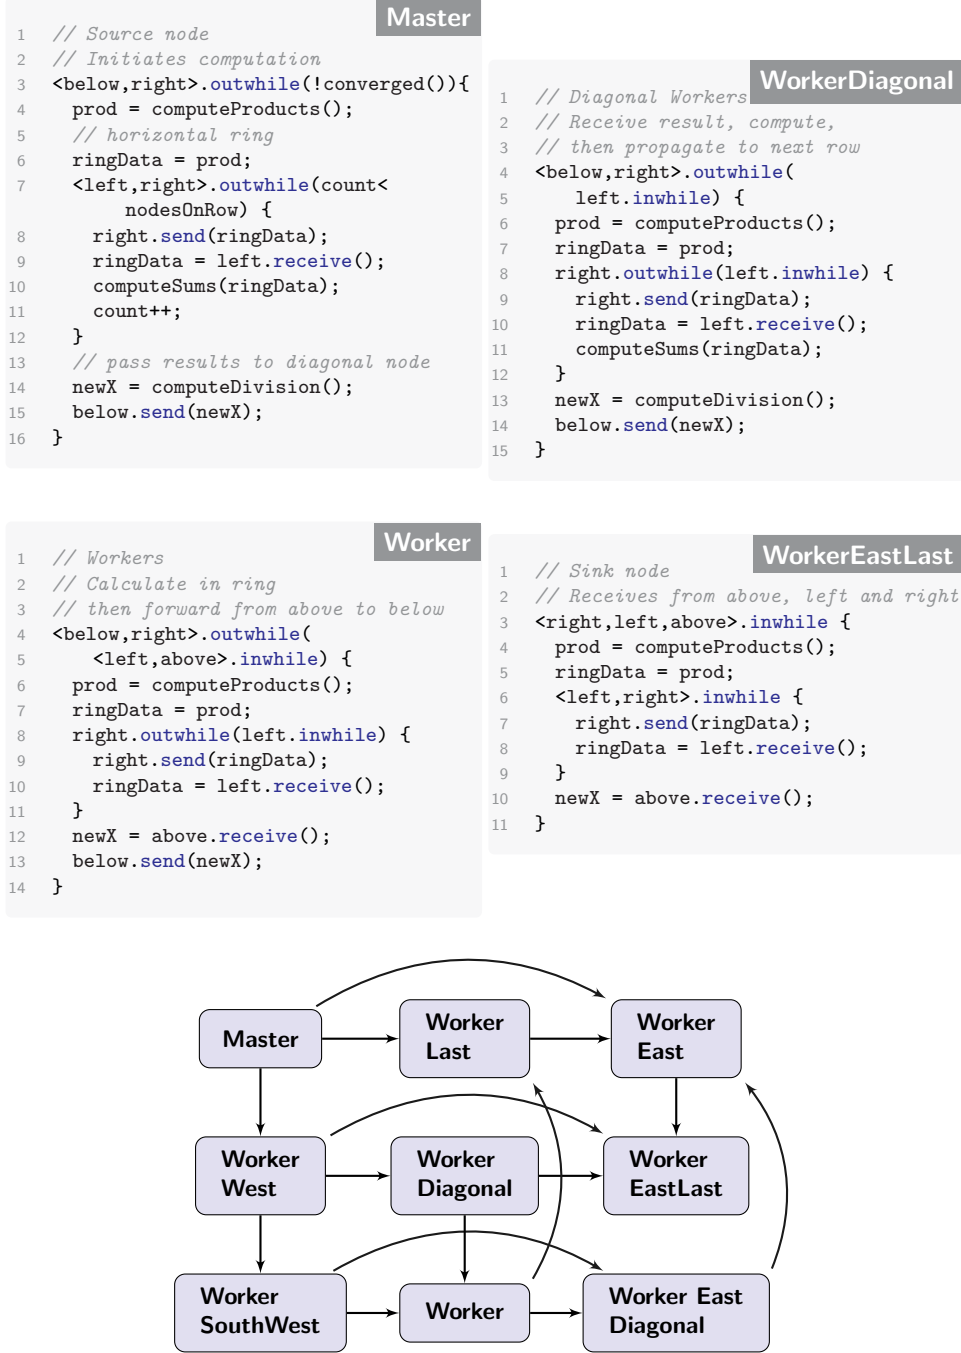 Master
1 // Source node
2 // Initiates computation
3 <below,right>.outwhile(!converged()){
4 prod = computeProducts();
5 // horizontal ring
6 ringData = prod;
7 <left,right>.outwhile(count<
nodesOnRow) {
8 right.send(ringData);
9 ringData = left.receive();
10 computeSums(ringData);
11 count++;
12 }
13 // pass results to diagonal node
14 newX = computeDivision();
15 below.send(newX);
16 }
WorkerDiagonal
1 // Diagonal Workers
2 // Receive result, compute,
3 // then propagate to next row
4 <below,right>.outwhile(
5 left.inwhile) {
6 prod = computeProducts();
7 ringData = prod;
8 right.outwhile(left.inwhile) {
9 right.send(ringData);
10 ringData = left.receive();
11 computeSums(ringData);
12 }
13 newX = computeDivision();
14 below.send(newX);
15 }
Worker
1 // Workers
2 // Calculate in ring
3 // then forward from above to below
4 <below,right>.outwhile(
5 <left,above>.inwhile) {
6 prod = computeProducts();
7 ringData = prod;
8 right.outwhile(left.inwhile) {
9 right.send(ringData);
10 ringData = left.receive();
11 }
12 newX = above.receive();
13 below.send(newX);
14 }
WorkerEastLast
1 // Sink node
2 // Receives from above, left and right
3 <right,left,above>.inwhile {
4 prod = computeProducts();
5 ringData = prod;
6 <left,right>.inwhile {
7 right.send(ringData);
8 ringData = left.receive();
9 }
10 newX = above.receive();
11 }
Master
Worker
Last
Worker
East
Worker
West
Worker
Diagonal
Worker
EastLast
Worker
SouthWest
Worker
Worker East
Diagonal